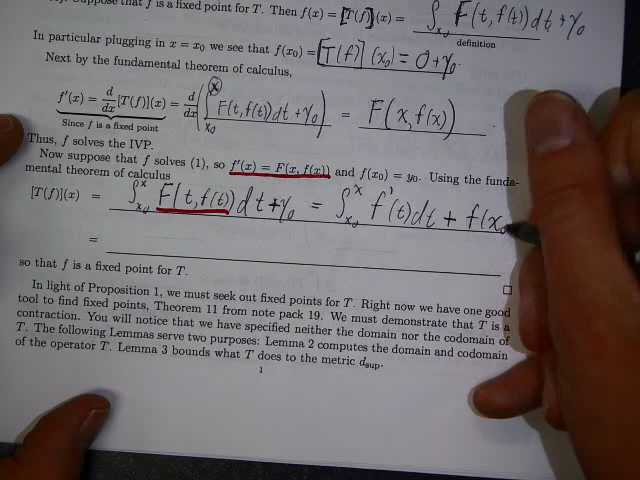 Suppose f is a fixed point for T. Then f(x) = [T(f)](x) = ∫_{x₀}^{x} F(t, f(t))dt + y₀
definition
In particular plugging in x = x₀ we see that f(x₀) = [T(f)](x₀) = 0 + y₀.
Next by the fundamental theorem of calculus,
f′(x) = d/dx [T(f)](x) = d/dx ( ∫_{x₀}^{x} F(t, f(t))dt + y₀ ) = F(x, f(x)) .
Since f is a fixed point
Thus, f solves the IVP.
Now suppose that f solves (1), so f′(x) = F(x, f(x)) and f(x₀) = y₀. Using the funda-
mental theorem of calculus
[T(f)](x) = ∫_{x₀}^{x} F(t, f(t)) dt + y₀ = ∫_{x₀}^{x} f′(t)dt + f(x₀
=
so that f is a fixed point for T.
In light of Proposition 1, we must seek out fixed points for T. Right now we have one good
tool to find fixed points, Theorem 11 from note pack 19. We must demonstrate that T is a
contraction. You will notice that we have specified neither the domain nor the codomain of
T. The following Lemmas serve two purposes: Lemma 2 computes the domain and codomain
of the operator T. Lemma 3 bounds what T does to the metric d_sup.
1